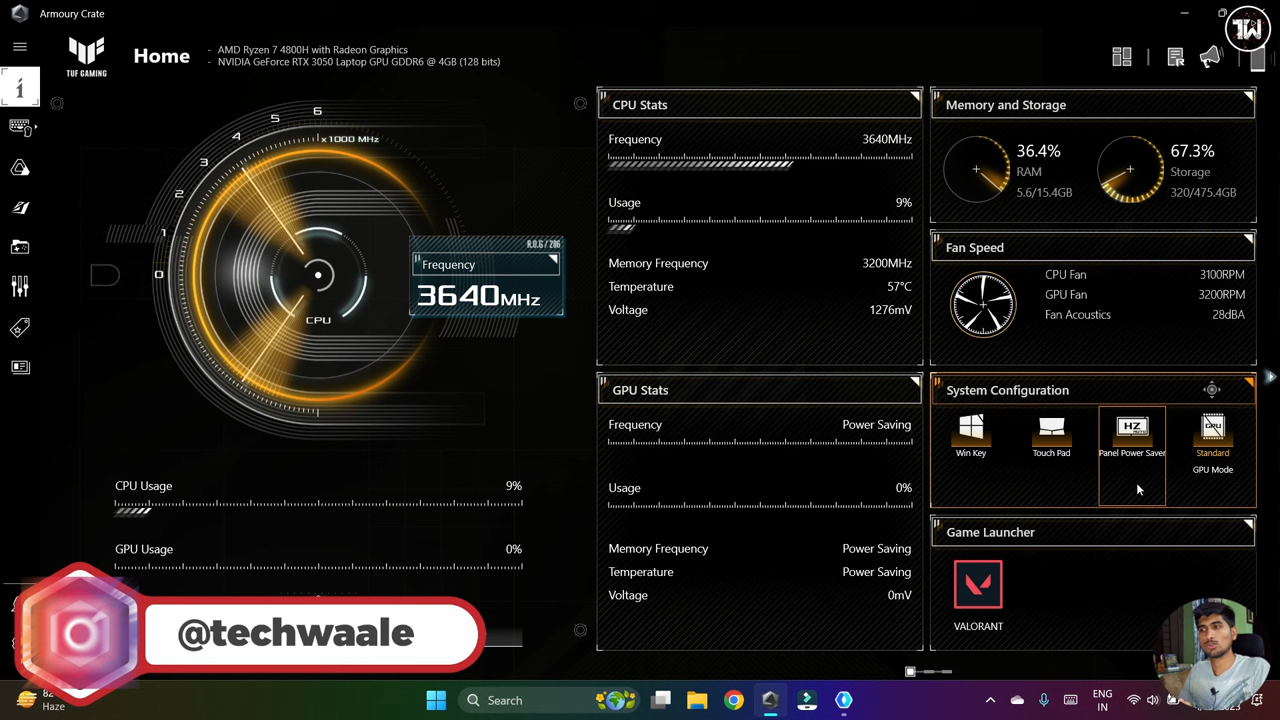 Armoury Crate
TW
TUF GAMING
Home
- AMD Ryzen 7 4800H with Radeon Graphics
- NVIDIA GeForce RTX 3050 Laptop GPU GDDR6 @ 4GB (128 bits)
0
1
2
3
4
5
6
x1000 MHz
CPU
R.O.G / 206
Frequency
3640MHz
CPU Usage 9%
GPU Usage 0%
CPU Stats
Frequency 3640MHz
Usage 9%
Memory Frequency 3200MHz
Temperature 57°C
Voltage 1276mV
GPU Stats
Frequency Power Saving
Usage 0%
Memory Frequency Power Saving
Temperature Power Saving
Voltage 0mV
Memory and Storage
36.4%
RAM
5.6/15.4GB
67.3%
Storage
320/475.4GB
Fan Speed
CPU Fan 3100RPM
GPU Fan 3200RPM
Fan Acoustics 28dBA
System Configuration
Win Key
Touch Pad
HZ
Panel Power Saver
GPU
Standard
GPU Mode
Game Launcher
VALORANT
@techwaale
Haze
Search
ENG
IN